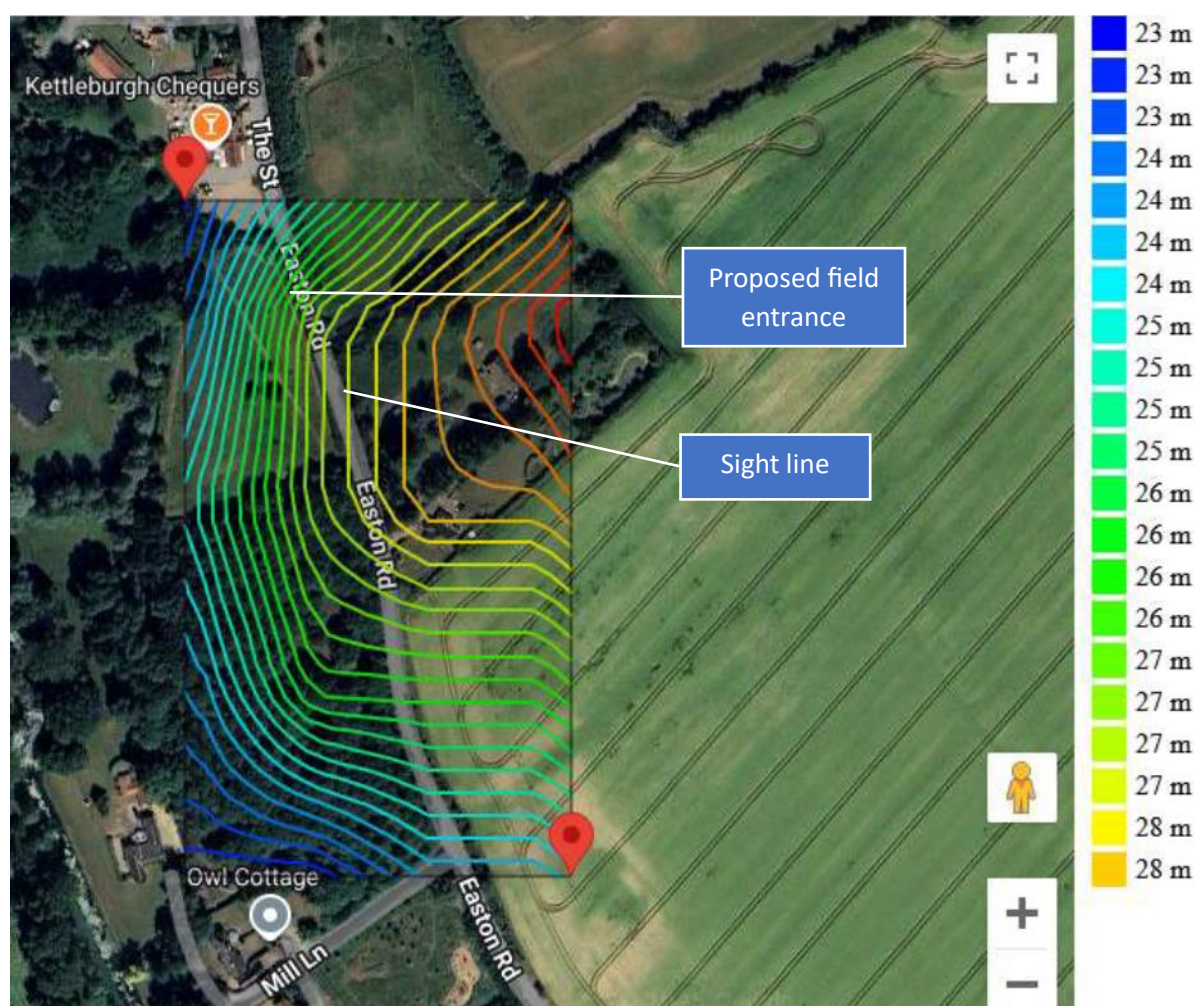 Kettleburgh Chequers
The St
Easton Rd
Proposed field
entrance
Sight line
Easton Rd
Owl Cottage
Mill Ln
Easton Rd
23 m
23 m
23 m
24 m
24 m
24 m
24 m
25 m
25 m
25 m
25 m
26 m
26 m
26 m
26 m
27 m
27 m
27 m
27 m
28 m
28 m